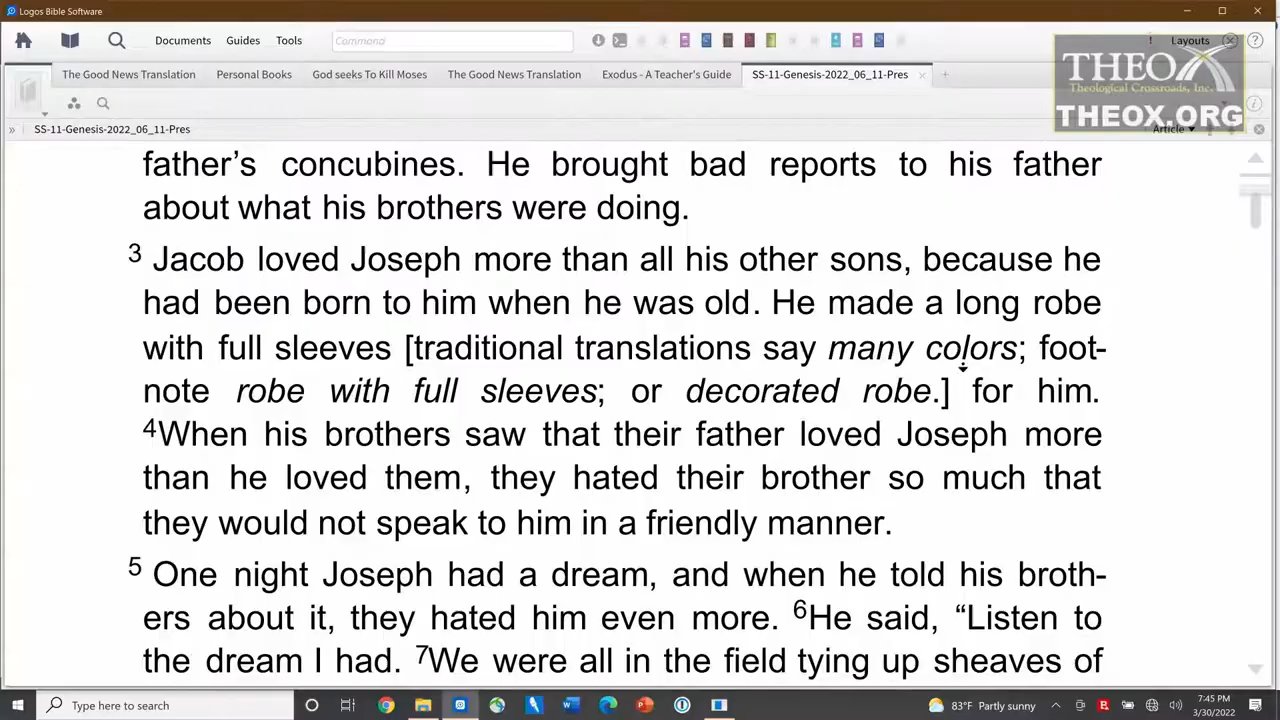 Logos Bible Software
Documents Guides Tools Command Layouts
THEOX
Theological Crossroads, Inc.
THEOX.ORG
The Good News Translation Personal Books God seeks To Kill Moses The Good News Translation Exodus - A Teacher's Guide SS-11-Genesis-2022_06_11-Pres
SS-11-Genesis-2022_06_11-Pres Article
father's concubines. He brought bad reports to his father
about what his brothers were doing.
3 Jacob loved Joseph more than all his other sons, because he
had been born to him when he was old. He made a long robe
with full sleeves [traditional translations say many colors; foot-
note robe with full sleeves; or decorated robe.] for him.
4When his brothers saw that their father loved Joseph more
than he loved them, they hated their brother so much that
they would not speak to him in a friendly manner.
5 One night Joseph had a dream, and when he told his broth-
ers about it, they hated him even more. 6He said, “Listen to
the dream I had. 7We were all in the field tying up sheaves of
Type here to search 83°F Partly sunny 7:45 PM
3/30/2022